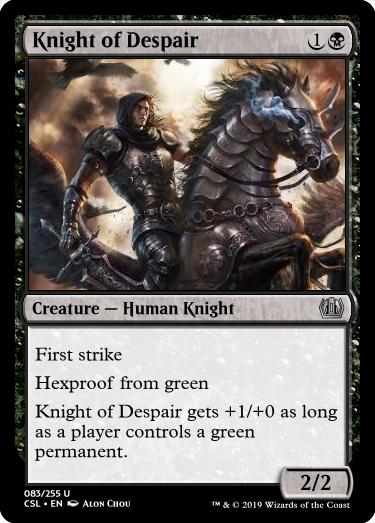 Knight of Despair 1
Creature — Human Knight
First strike
Hexproof from green
Knight of Despair gets +1/+0 as long
as a player controls a green
permanent.
2/2
083/255 U
CSL • EN Alon Chou
™ & © 2019 Wizards of the Coast